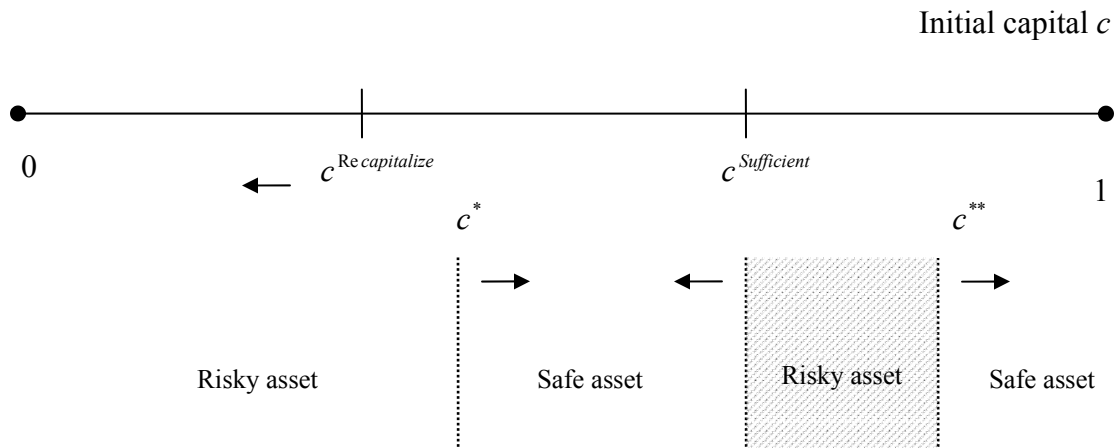 Initial capital c
0
c^Recapitalize
c^Sufficient
1
c^*
c^**
Risky asset
Safe asset
Risky asset
Safe asset